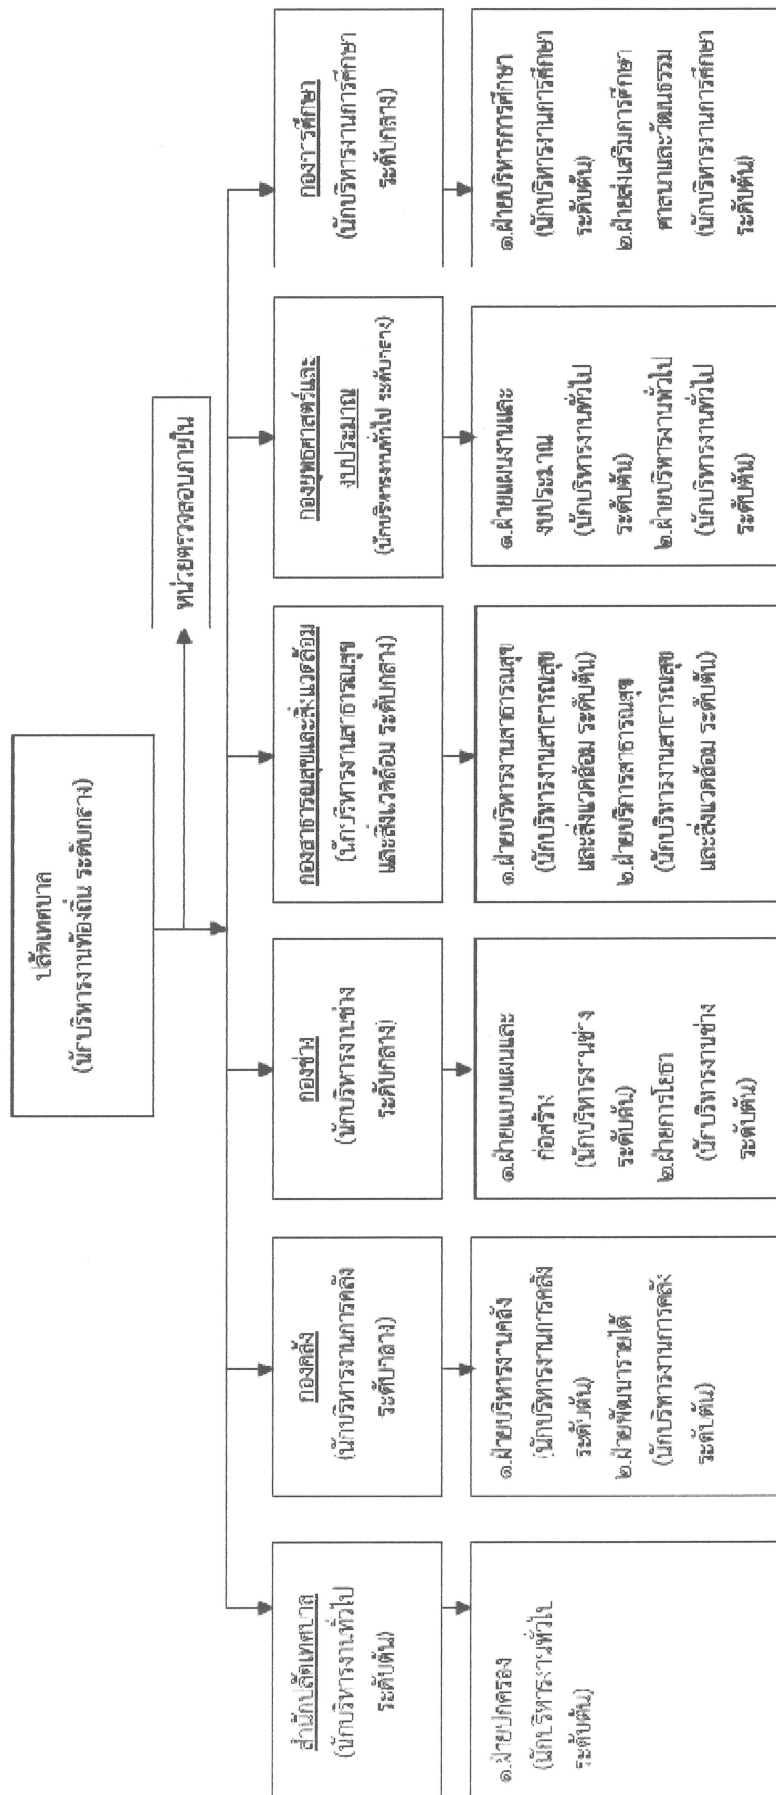 ปลัดเทศบาล
(นักบริหารงานท้องถิ่น ระดับกลาง)
หน่วยตรวจสอบภายใน
สำนักปลัดเทศบาล
(นักบริหารงานทั่วไป
ระดับต้น)
กองคลัง
(นักบริหารงานการคลัง
ระดับกลาง)
กองช่าง
(นักบริหารงานช่าง
ระดับกลาง)
กองสาธารณสุขและสิ่งแวดล้อม
(นักบริหารงานสาธารณสุข
และสิ่งแวดล้อม ระดับกลาง)
กองยุทธศาสตร์และ
งบประมาณ
(นักบริหารงานทั่วไป ระดับกลาง)
กองการศึกษา
(นักบริหารงานการศึกษา
ระดับกลาง)
๑.ฝ่ายปกครอง
(นักบริหารงานทั่วไป
ระดับต้น)
๑.ฝ่ายบริหารงานคลัง
(นักบริหารงานการคลัง
ระดับต้น)
๒.ฝ่ายพัฒนารายได้
(นักบริหารงานการคลัง
ระดับต้น)
๑.ฝ่ายแบบแผนและ
ก่อสร้าง
(นักบริหารงานช่าง
ระดับต้น)
๒.ฝ่ายการโยธา
(นักบริหารงานช่าง
ระดับต้น)
๑.ฝ่ายบริหารงานสาธารณสุข
(นักบริหารงานสาธารณสุข
และสิ่งแวดล้อม ระดับต้น)
๒.ฝ่ายบริการสาธารณสุข
(นักบริหารงานสาธารณสุข
และสิ่งแวดล้อม ระดับต้น)
๑.ฝ่ายแผนงานและ
งบประมาณ
(นักบริหารงานทั่วไป
ระดับต้น)
๒.ฝ่ายบริหารงานทั่วไป
(นักบริหารงานทั่วไป
ระดับต้น)
๑.ฝ่ายบริหารการศึกษา
(นักบริหารงานการศึกษา
ระดับต้น)
๒.ฝ่ายส่งเสริมการศึกษา
ศาสนาและวัฒนธรรม
(นักบริหารงานการศึกษา
ระดับต้น)